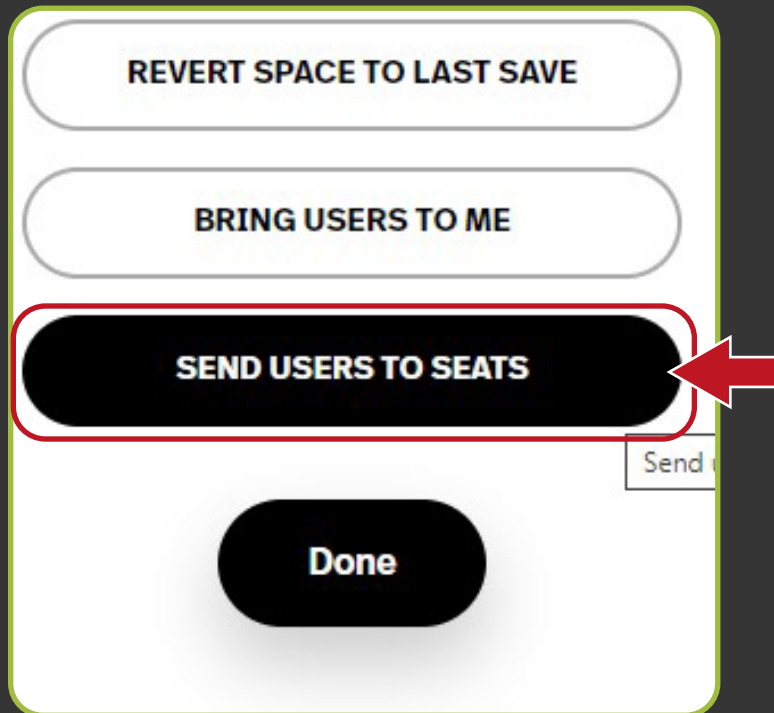 REVERT SPACE TO LAST SAVE
BRING USERS TO ME
SEND USERS TO SEATS
Send
Done